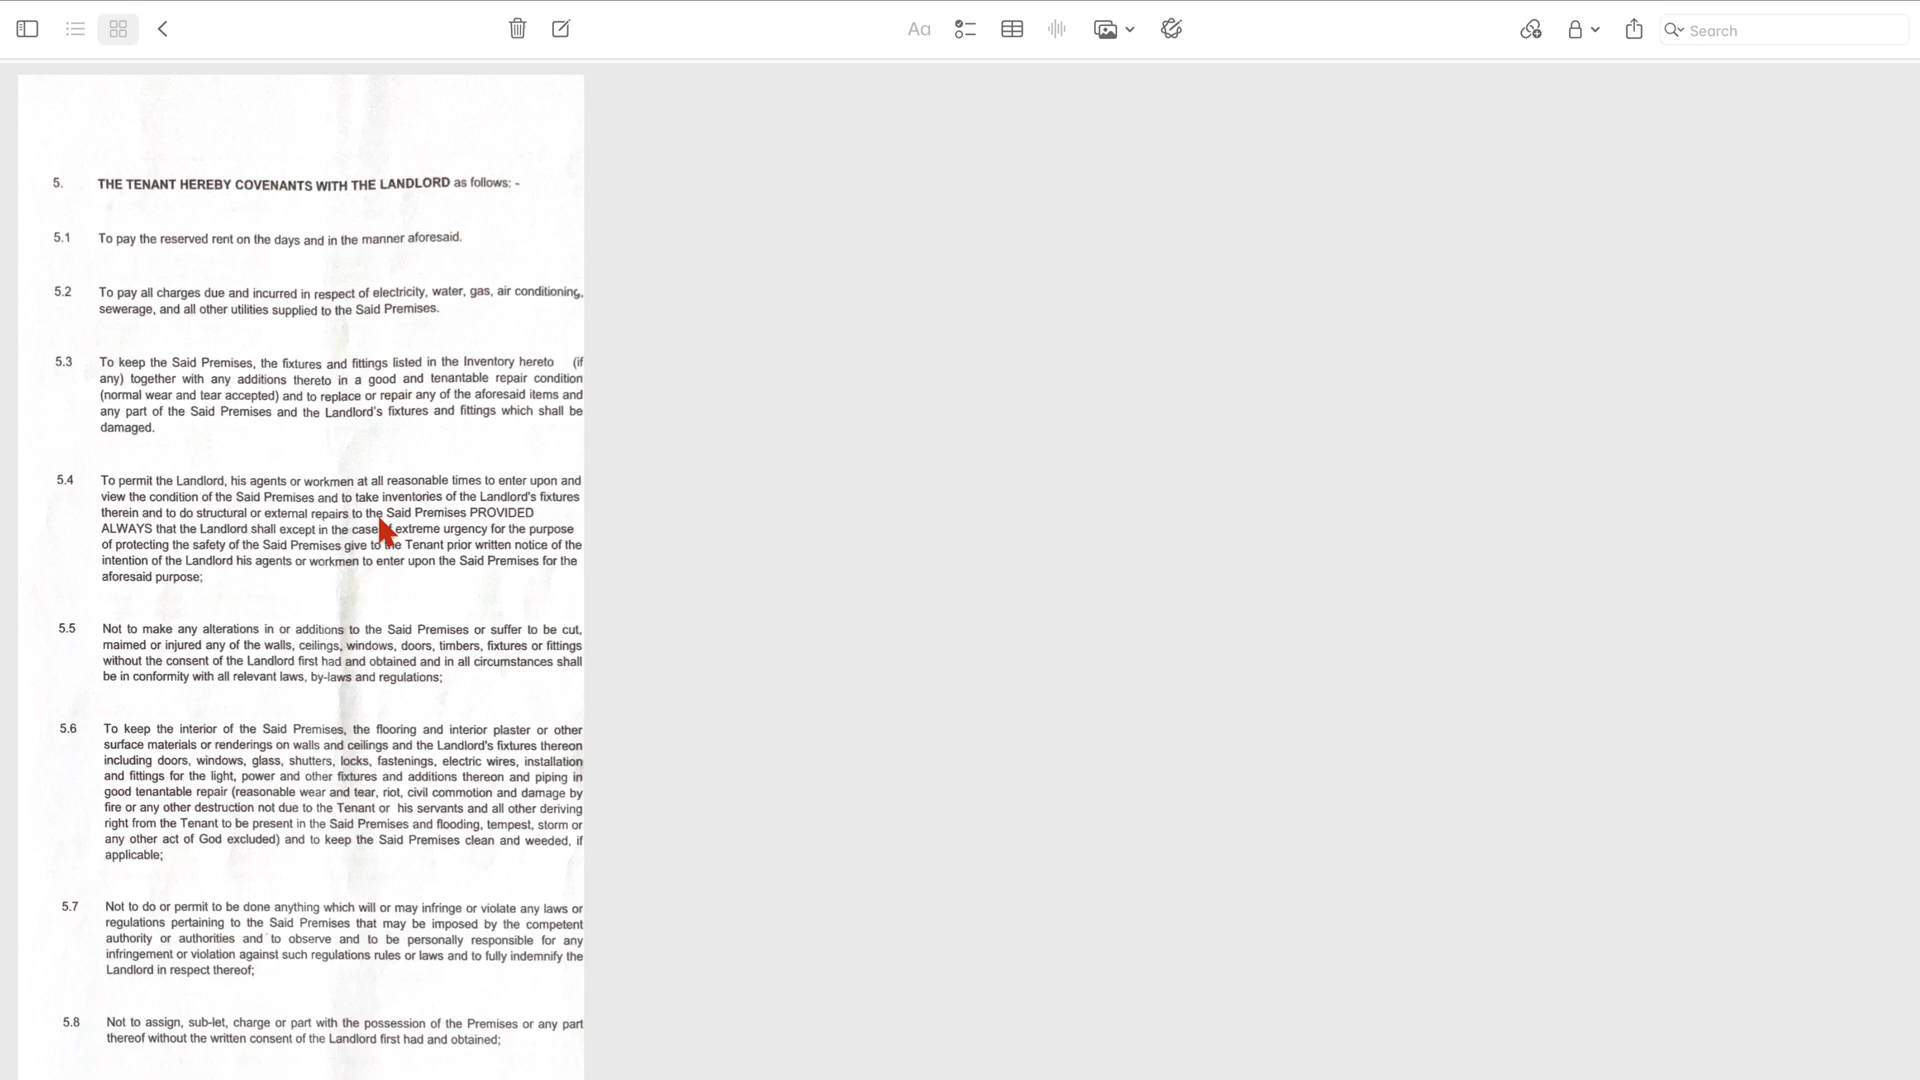 Aa
Search
5. THE TENANT HEREBY COVENANTS WITH THE LANDLORD as follows: -
5.1 To pay the reserved rent on the days and in the manner aforesaid.
5.2 To pay all charges due and incurred in respect of electricity, water, gas, air conditioning,
sewerage, and all other utilities supplied to the Said Premises.
5.3 To keep the Said Premises, the fixtures and fittings listed in the Inventory hereto (if
any) together with any additions thereto in a good and tenantable repair condition
(normal wear and tear accepted) and to replace or repair any of the aforesaid items and
any part of the Said Premises and the Landlord's fixtures and fittings which shall be
damaged.
5.4 To permit the Landlord, his agents or workmen at all reasonable times to enter upon and
view the condition of the Said Premises and to take inventories of the Landlord's fixtures
therein and to do structural or external repairs to the Said Premises PROVIDED
ALWAYS that the Landlord shall except in the case extreme urgency for the purpose
of protecting the safety of the Said Premises give to the Tenant prior written notice of the
intention of the Landlord his agents or workmen to enter upon the Said Premises for the
aforesaid purpose;
5.5 Not to make any alterations in or additions to the Said Premises or suffer to be cut,
maimed or injured any of the walls, ceilings, windows, doors, timbers, fixtures or fittings
without the consent of the Landlord first had and obtained and in all circumstances shall
be in conformity with all relevant laws, by-laws and regulations;
5.6 To keep the interior of the Said Premises, the flooring and interior plaster or other
surface materials or renderings on walls and ceilings and the Landlord's fixtures thereon
including doors, windows, glass, shutters, locks, fastenings, electric wires, installation
and fittings for the light, power and other fixtures and additions thereon and piping in
good tenantable repair (reasonable wear and tear, riot, civil commotion and damage by
fire or any other destruction not due to the Tenant or his servants and all other deriving
right from the Tenant to be present in the Said Premises and flooding, tempest, storm or
any other act of God excluded) and to keep the Said Premises clean and weeded, if
applicable;
5.7 Not to do or permit to be done anything which will or may infringe or violate any laws or
regulations pertaining to the Said Premises that may be imposed by the competent
authority or authorities and to observe and to be personally responsible for any
infringement or violation against such regulations rules or laws and to fully indemnify the
Landlord in respect thereof;
5.8 Not to assign, sub-let, charge or part with the possession of the Premises or any part
thereof without the written consent of the Landlord first had and obtained;